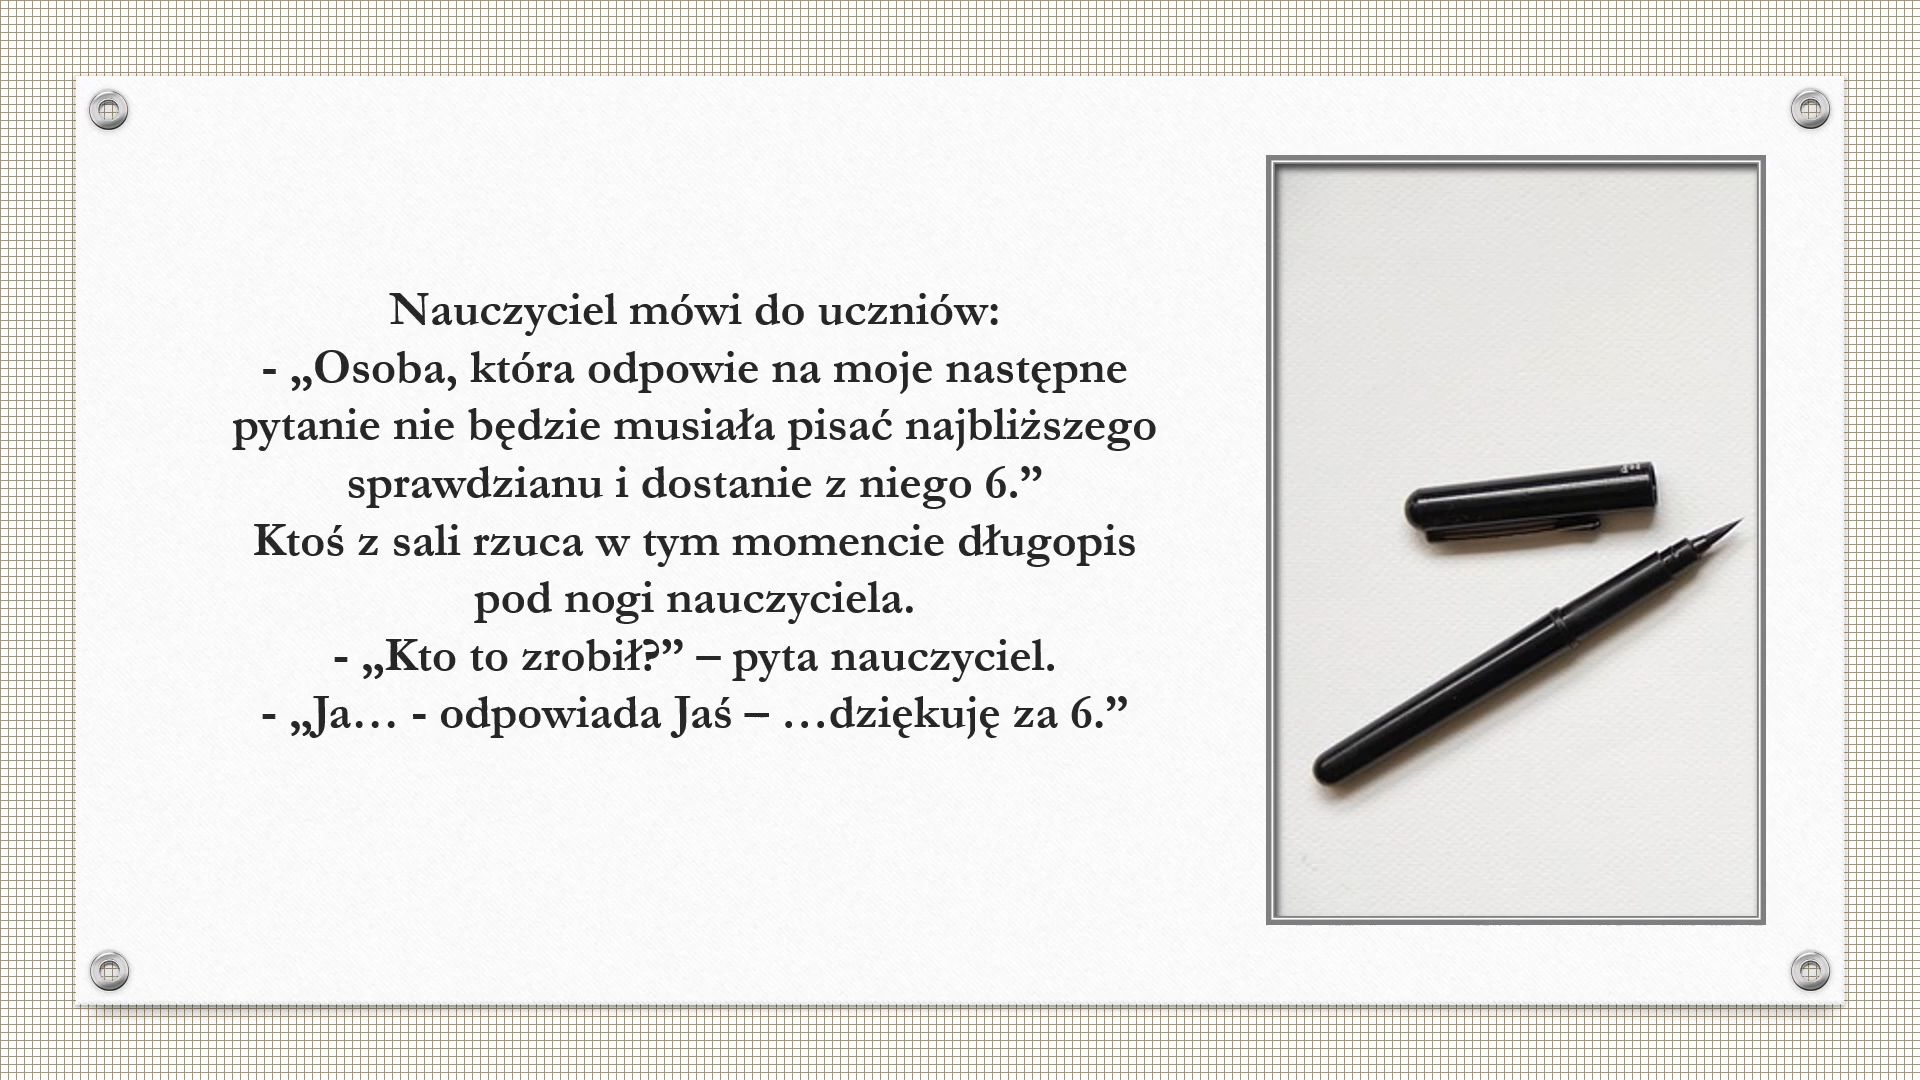 Nauczyciel mówi do uczniów:
- „Osoba, która odpowie na moje następne
pytanie nie będzie musiała pisać najbliższego
sprawdzianu i dostanie z niego 6.”
Ktoś z sali rzuca w tym momencie długopis
pod nogi nauczyciela.
- „Kto to zrobił?” – pyta nauczyciel.
- „Ja… - odpowiada Jaś – …dziękuję za 6.”